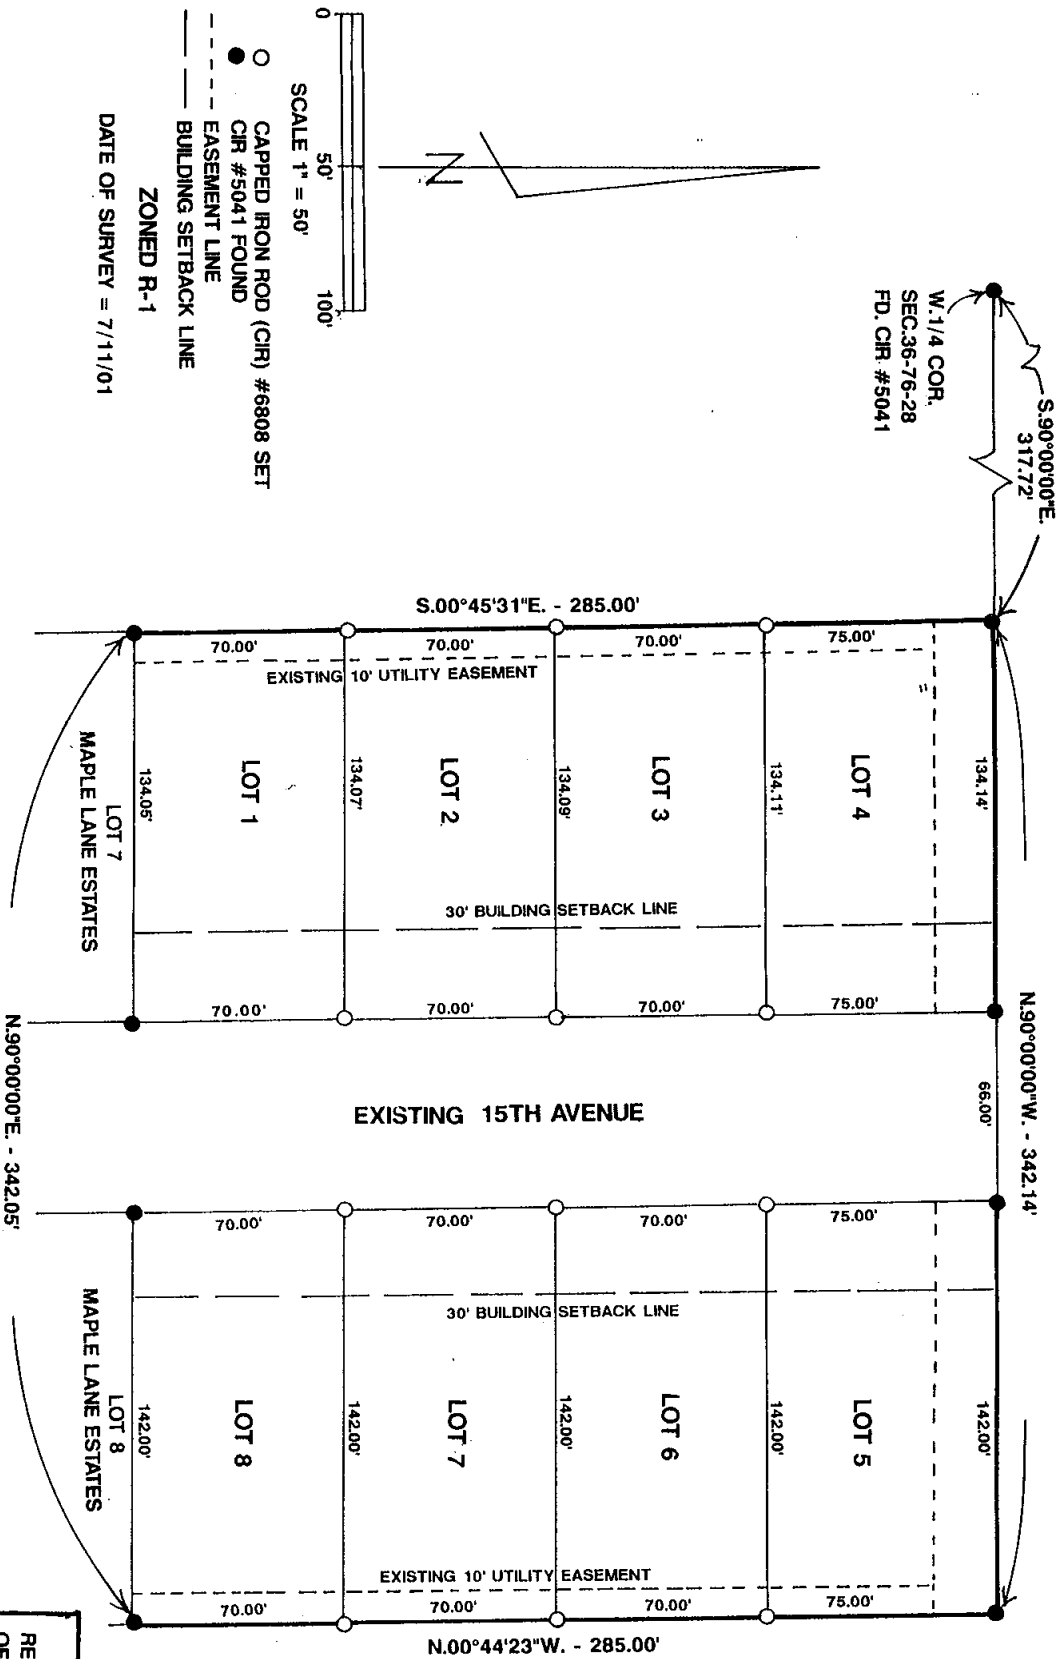 S.90°00'00"E.
317.72'
W.1/4 COR.
SEC.36-76-28
FD. CIR #5041
N
0
50'
100'
SCALE 1" = 50'
CAPPED IRON ROD (CIR) #6808 SET
CIR #5041 FOUND
EASEMENT LINE
BUILDING SETBACK LINE
ZONED R-1
DATE OF SURVEY = 7/11/01
S.00°45'31"E. - 285.00'
70.00'
70.00'
70.00'
75.00'
EXISTING 10' UTILITY EASEMENT
134.05'
LOT 1
134.07'
LOT 2
134.09'
LOT 3
134.11'
LOT 4
134.14'
LOT 7
MAPLE LANE ESTATES
30' BUILDING SETBACK LINE
70.00'
70.00'
70.00'
75.00'
N.90°00'00"W. - 342.14'
66.00'
EXISTING 15TH AVENUE
N.90°00'00"E. - 342.05'
70.00'
70.00'
70.00'
75.00'
30' BUILDING SETBACK LINE
LOT 8
MAPLE LANE ESTATES
142.00'
LOT 8
142.00'
LOT 7
142.00'
LOT 6
142.00'
LOT 5
142.00'
EXISTING 10' UTILITY EASEMENT
70.00'
70.00'
70.00'
75.00'
N.00°44'23"W. - 285.00'